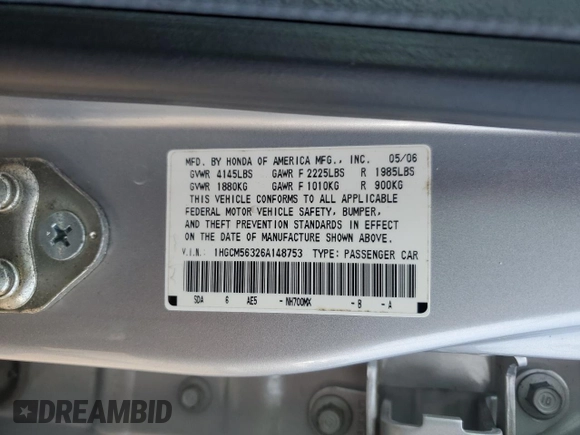 MFD. BY HONDA OF AMERICA MFG., INC. 05/06
GVWR 4145LBS GAWR F 2225LBS R 1985LBS
GVWR 1880KG GAWR F 1010KG R 900KG
THIS VEHICLE CONFORMS TO ALL APPLICABLE
FEDERAL MOTOR VEHICLE SAFETY, BUMPER,
AND THEFT PREVENTION STANDARDS IN EFFECT
ON THE DATE OF MANUFACTURE SHOWN ABOVE.
V.I.N.: 1HGCM56326A148753 TYPE: PASSENGER CAR
SDA 6 AE5 -NH700MX -B -A
DREAMBID